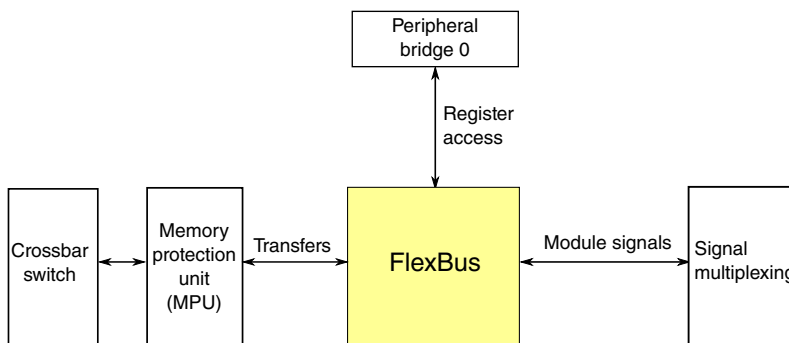 Peripheral
bridge 0
Register
access
Crossbar
switch
Memory
protection
unit
(MPU)
Transfers
FlexBus
Module signals
Signal
multiplexing